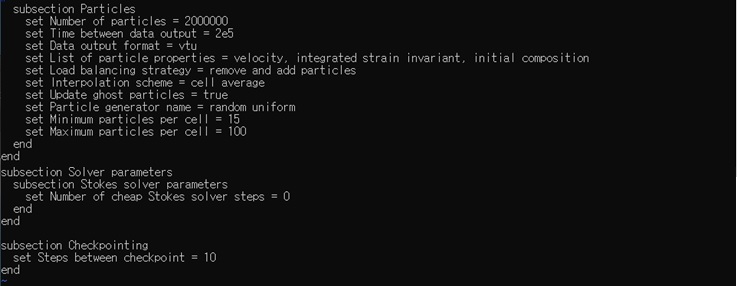 subsection Particles
set Number of particles = 2000000
set Time between data output = 2e5
set Data output format = vtu
set List of particle properties = velocity, integrated strain invariant, initial composition
set Load balancing strategy = remove and add particles
set Interpolation scheme = cell average
set Update ghost particles = true
set Particle generator name = random uniform
set Minimum particles per cell = 15
set Maximum particles per cell = 100
end
end
subsection Solver parameters
subsection Stokes solver parameters
set Number of cheap Stokes solver steps = 0
end
end
subsection Checkpointing
set Steps between checkpoint = 10
end
~